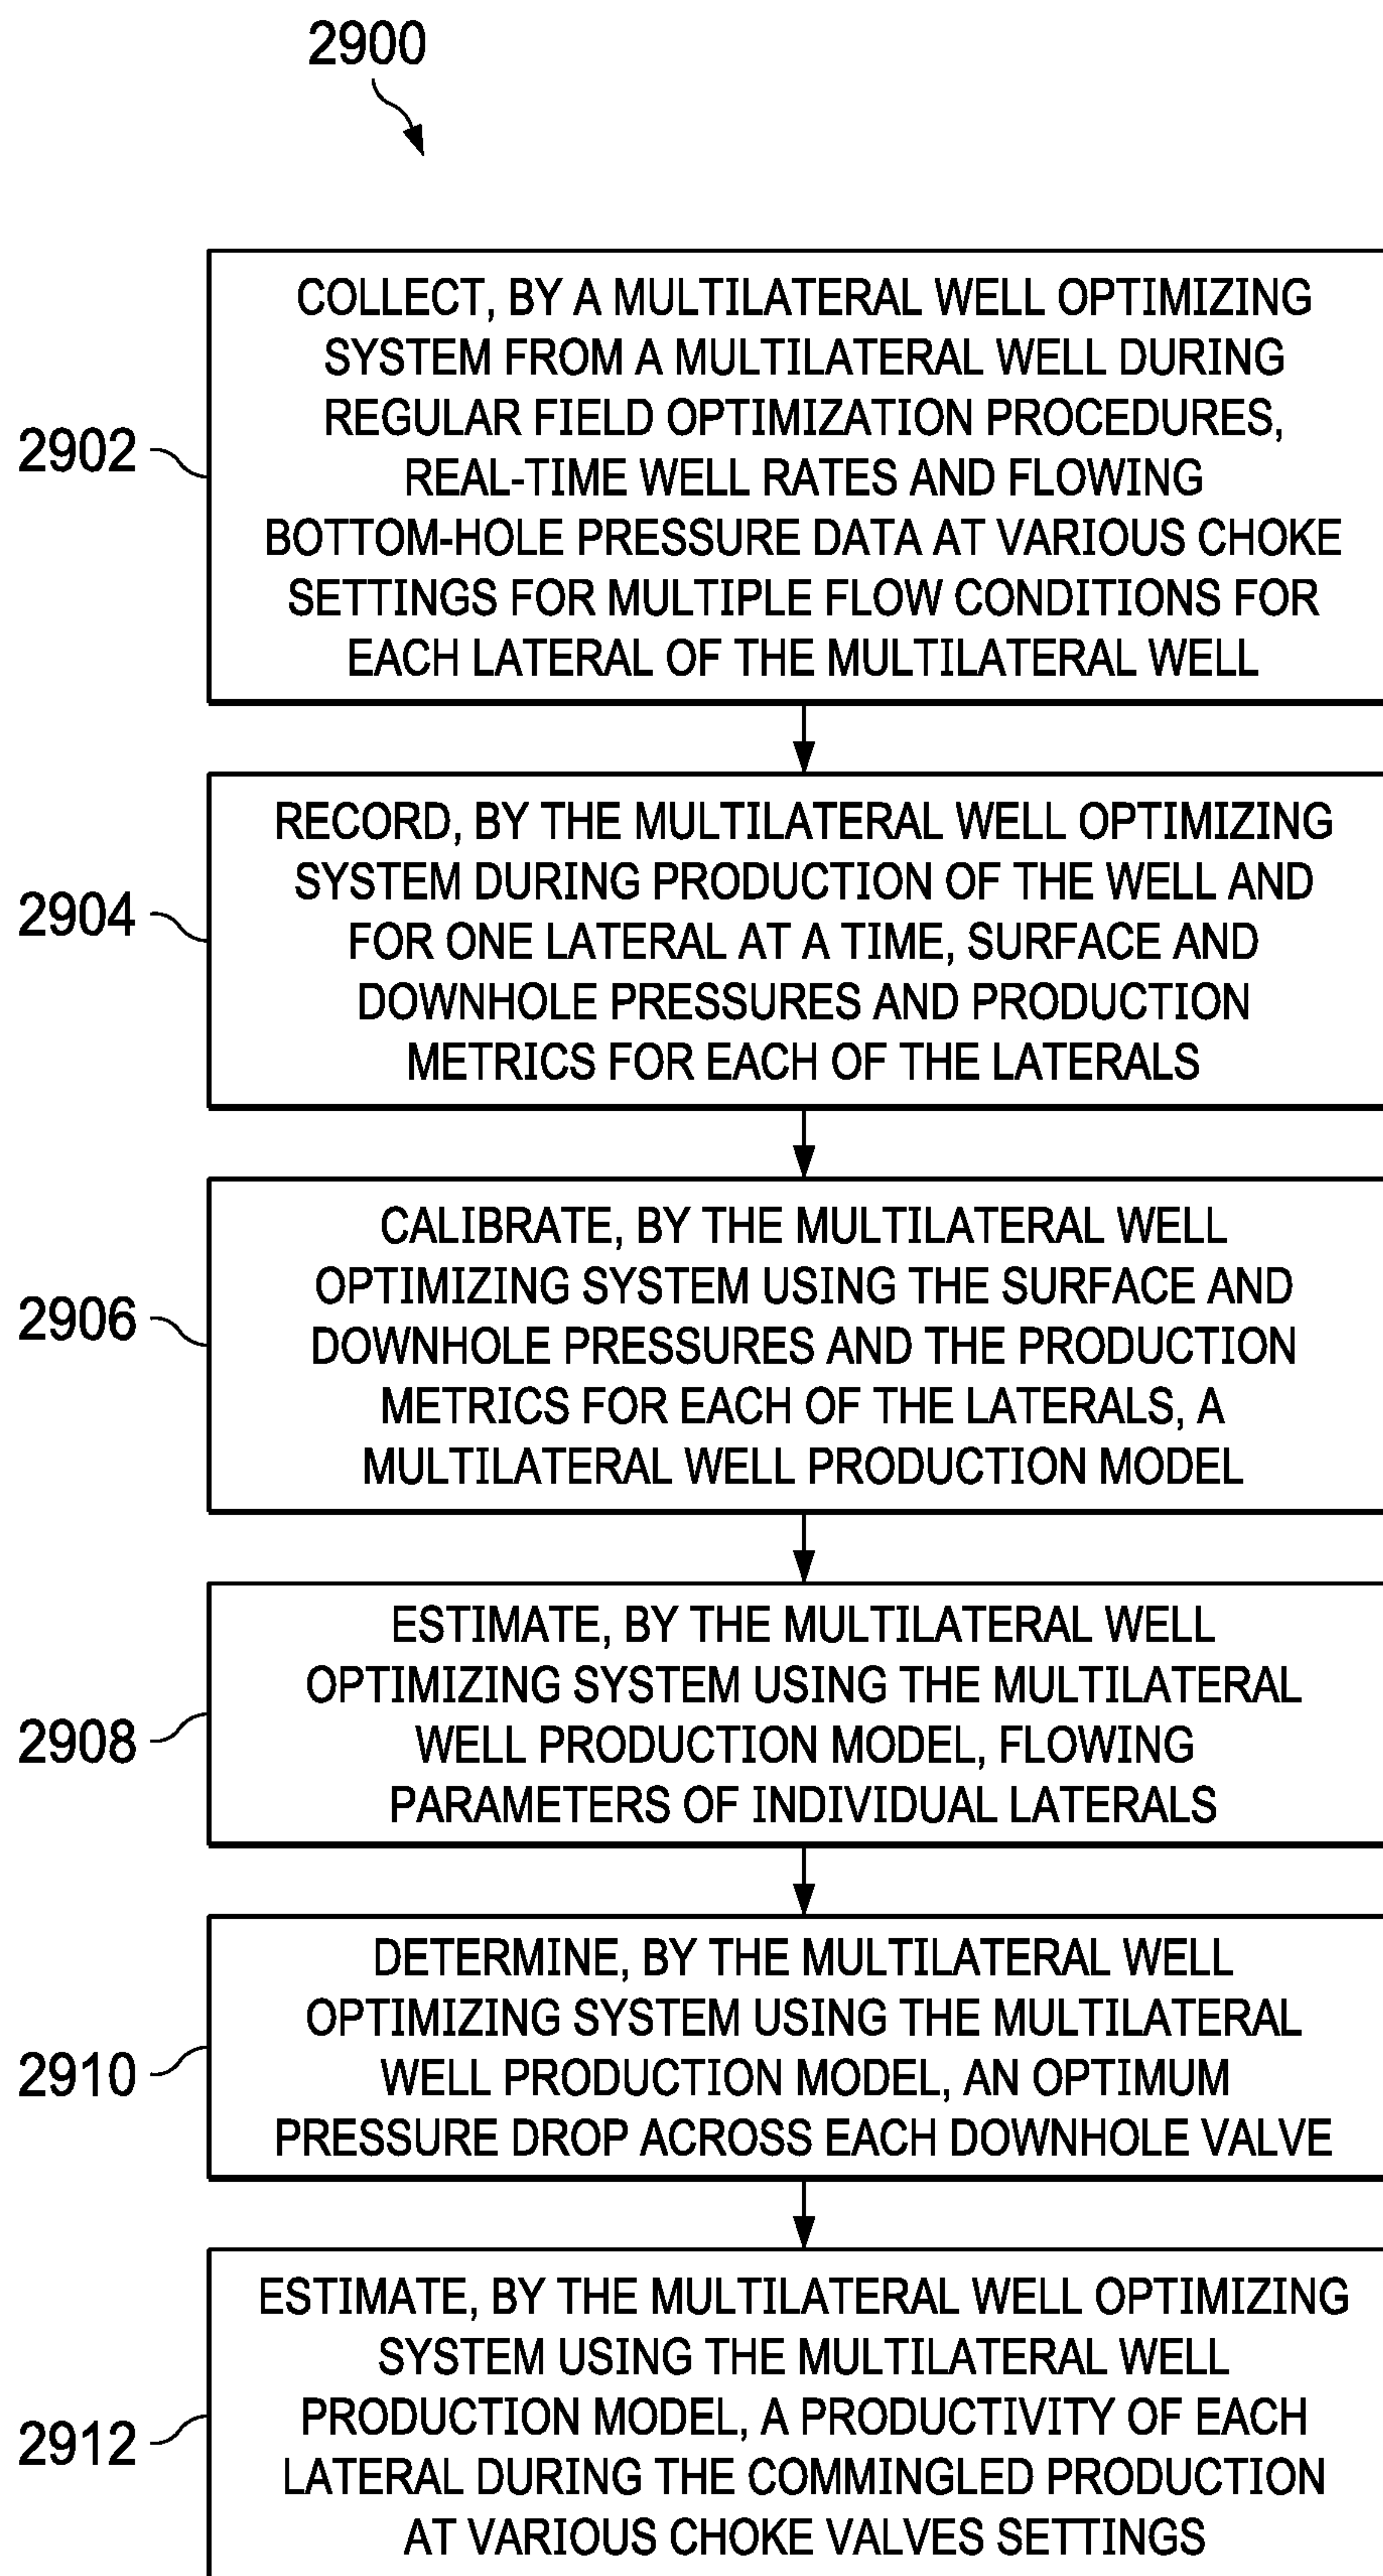 2900
2902
COLLECT, BY A MULTILATERAL WELL OPTIMIZING
SYSTEM FROM A MULTILATERAL WELL DURING
REGULAR FIELD OPTIMIZATION PROCEDURES,
REAL-TIME WELL RATES AND FLOWING
BOTTOM-HOLE PRESSURE DATA AT VARIOUS CHOKE
SETTINGS FOR MULTIPLE FLOW CONDITIONS FOR
EACH LATERAL OF THE MULTILATERAL WELL
2904
RECORD, BY THE MULTILATERAL WELL OPTIMIZING
SYSTEM DURING PRODUCTION OF THE WELL AND
FOR ONE LATERAL AT A TIME, SURFACE AND
DOWNHOLE PRESSURES AND PRODUCTION
METRICS FOR EACH OF THE LATERALS
2906
CALIBRATE, BY THE MULTILATERAL WELL
OPTIMIZING SYSTEM USING THE SURFACE AND
DOWNHOLE PRESSURES AND THE PRODUCTION
METRICS FOR EACH OF THE LATERALS, A
MULTILATERAL WELL PRODUCTION MODEL
2908
ESTIMATE, BY THE MULTILATERAL WELL
OPTIMIZING SYSTEM USING THE MULTILATERAL
WELL PRODUCTION MODEL, FLOWING
PARAMETERS OF INDIVIDUAL LATERALS
2910
DETERMINE, BY THE MULTILATERAL WELL
OPTIMIZING SYSTEM USING THE MULTILATERAL
WELL PRODUCTION MODEL, AN OPTIMUM
PRESSURE DROP ACROSS EACH DOWNHOLE VALVE
2912
ESTIMATE, BY THE MULTILATERAL WELL OPTIMIZING
SYSTEM USING THE MULTILATERAL WELL
PRODUCTION MODEL, A PRODUCTIVITY OF EACH
LATERAL DURING THE COMMINGLED PRODUCTION
AT VARIOUS CHOKE VALVES SETTINGS